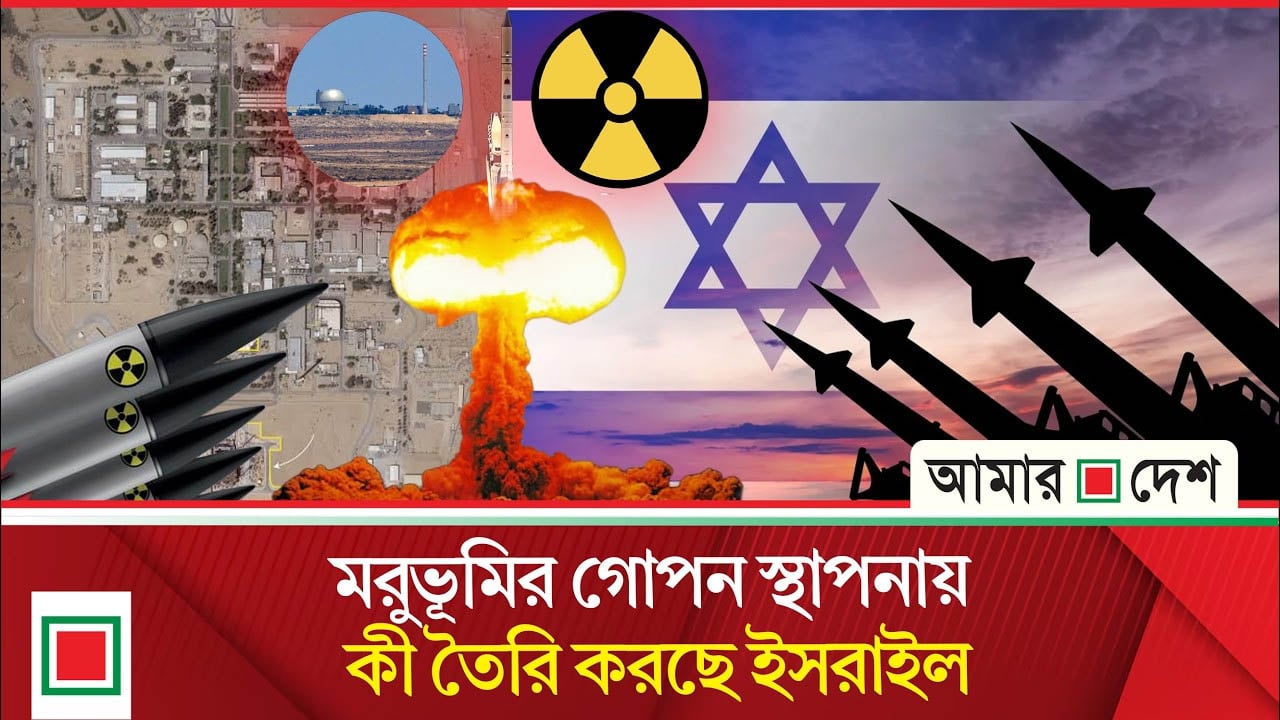 আমার দেশ
মরুভূমির গোপন স্থাপনায়
কী তৈরি করছে ইসরাইল